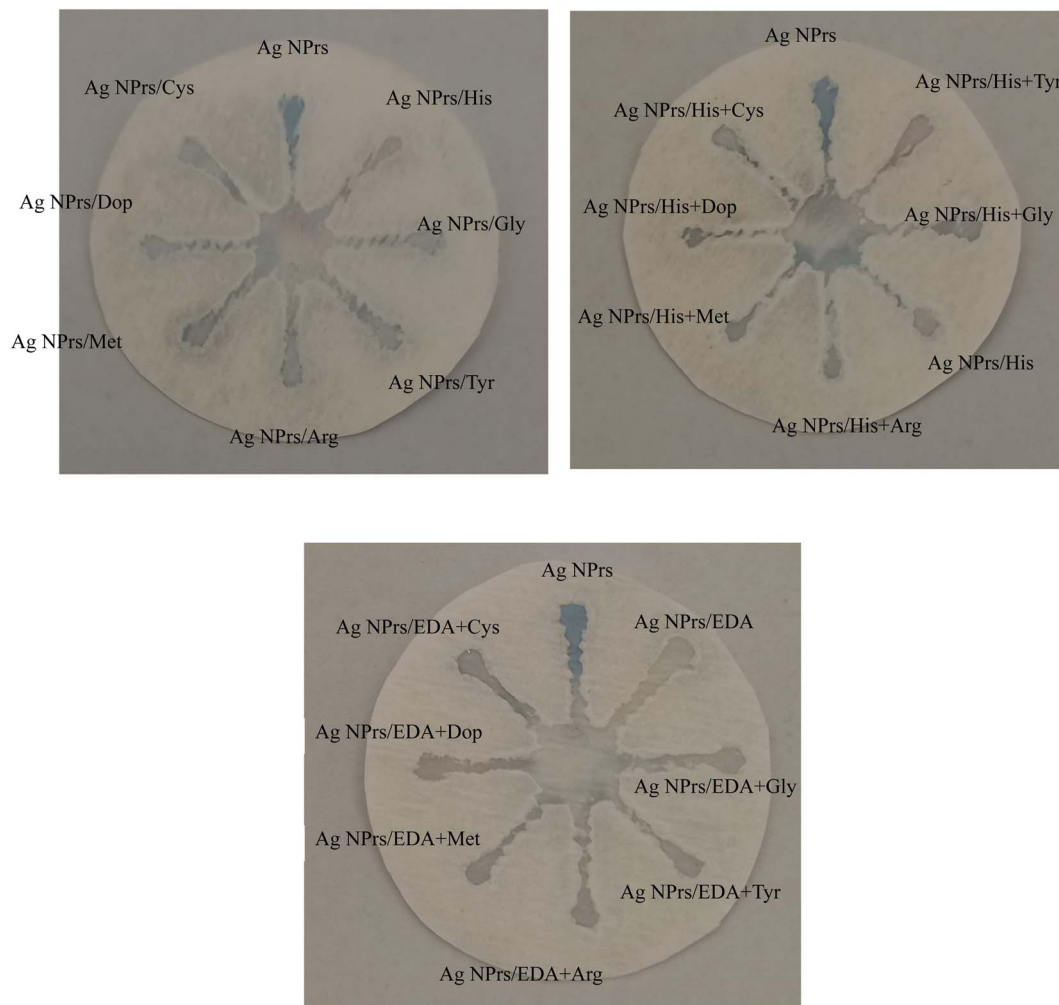 Ag NPrs
Ag NPrs/Cys
Ag NPrs/His
Ag NPrs/Dop
Ag NPrs/Gly
Ag NPrs/Met
Ag NPrs/Tyr
Ag NPrs/Arg
Ag NPrs
Ag NPrs/His+Tyr
Ag NPrs/His+Cys
Ag NPrs/His+Dop
Ag NPrs/His+Gly
Ag NPrs/His+Met
Ag NPrs/His
Ag NPrs/His+Arg
Ag NPrs
Ag NPrs/EDA+Cys
Ag NPrs/EDA
Ag NPrs/EDA+Dop
Ag NPrs/EDA+Gly
Ag NPrs/EDA+Met
Ag NPrs/EDA+Tyr
Ag NPrs/EDA+Arg